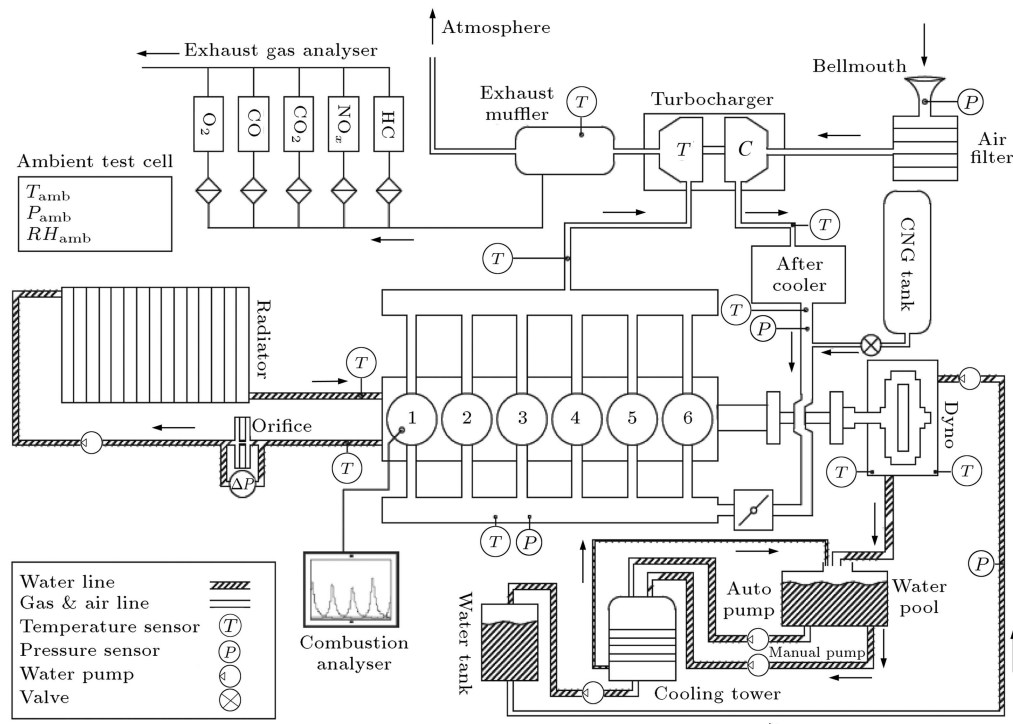 Atmosphere
Exhaust gas analyser
Bellmouth
Exhaust
muffler
T
Turbocharger
P
O2
CO
CO2
NOx
HC
T
C
Air
filter
Ambient test cell
Tamb
Pamb
RHamb
T
T
After
cooler
CNG tank
T
P
Radiator
T
Orifice
1
2
3
4
5
6
Dyno
T
ΔP
T
T
T
P
Water line
Gas & air line
Temperature sensor
T
Pressure sensor
P
Water pump
Valve
Combustion
analyser
Water tank
Auto
pump
Water
pool
P
Manual pump
Cooling tower